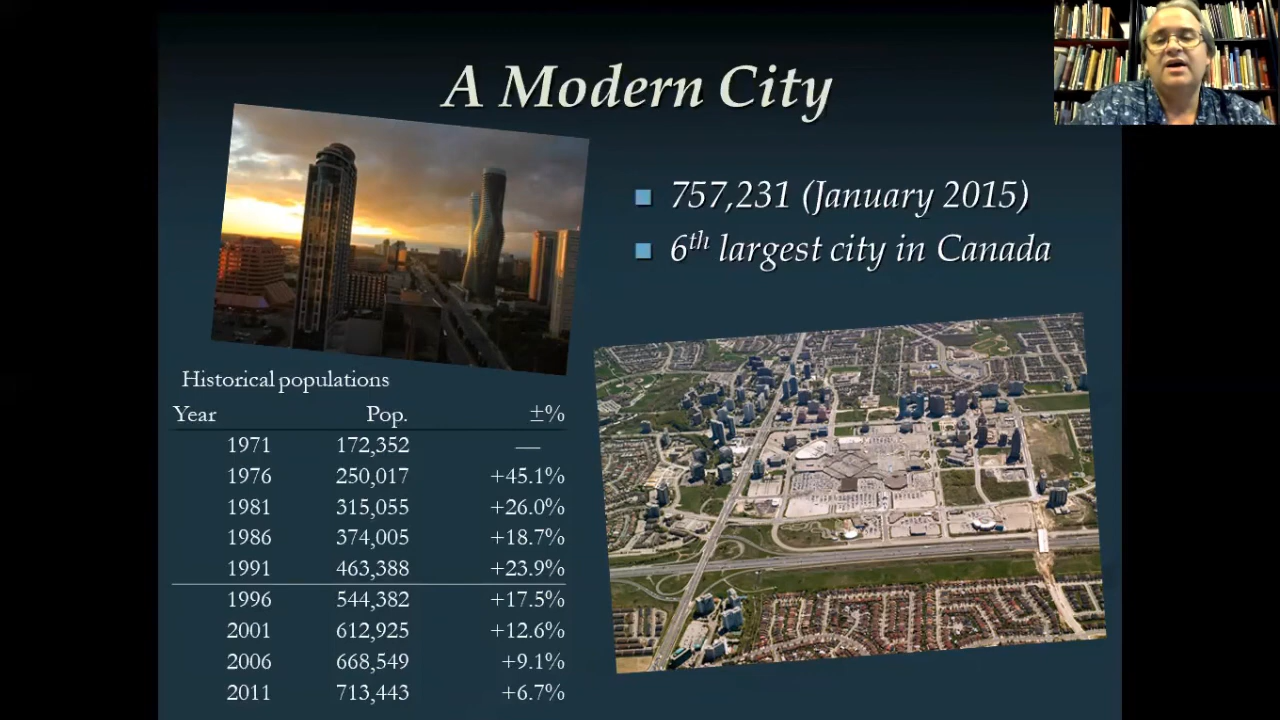 A Modern City
757,231 (January 2015)
6th largest city in Canada
Historical populations
Year Pop. ±%
1971 172,352 —
1976 250,017 +45.1%
1981 315,055 +26.0%
1986 374,005 +18.7%
1991 463,388 +23.9%
1996 544,382 +17.5%
2001 612,925 +12.6%
2006 668,549 +9.1%
2011 713,443 +6.7%